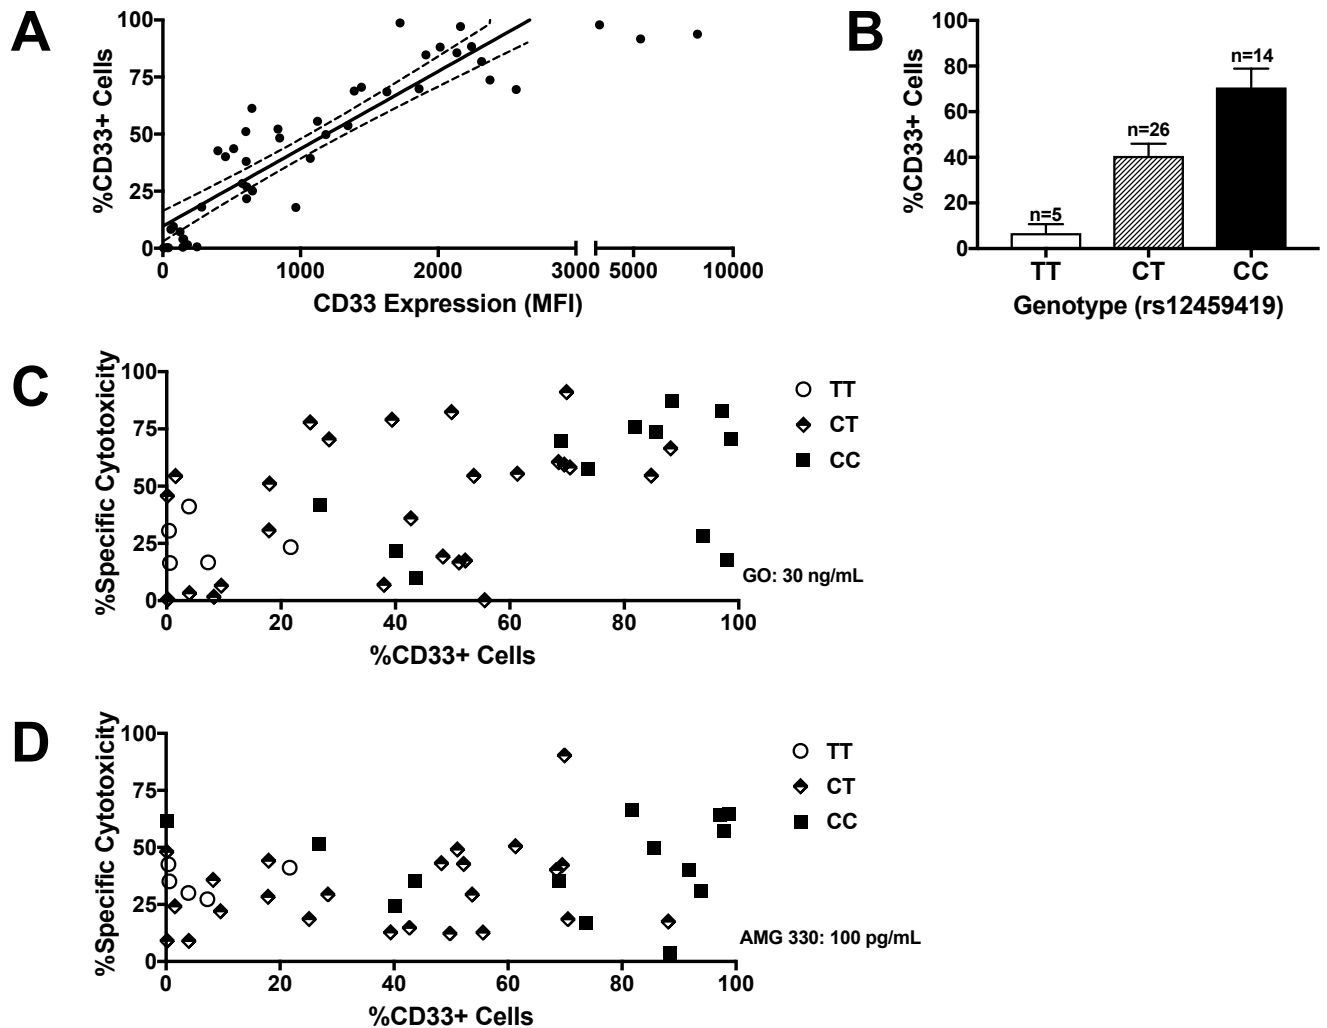 A
100
75
50
25
0
%CD33+ Cells
0 1000 2000 3000 5000 10000
CD33 Expression (MFI)
B
100
80
60
40
20
0
%CD33+ Cells
n=5
n=26
n=14
TT CT CC
Genotype (rs12459419)
C
100
75
50
25
0
%Specific Cytotoxicity
0 20 40 60 80 100
%CD33+ Cells
TT
CT
CC
GO: 30 ng/mL
D
100
75
50
25
0
%Specific Cytotoxicity
0 20 40 60 80 100
%CD33+ Cells
TT
CT
CC
AMG 330: 100 pg/mL